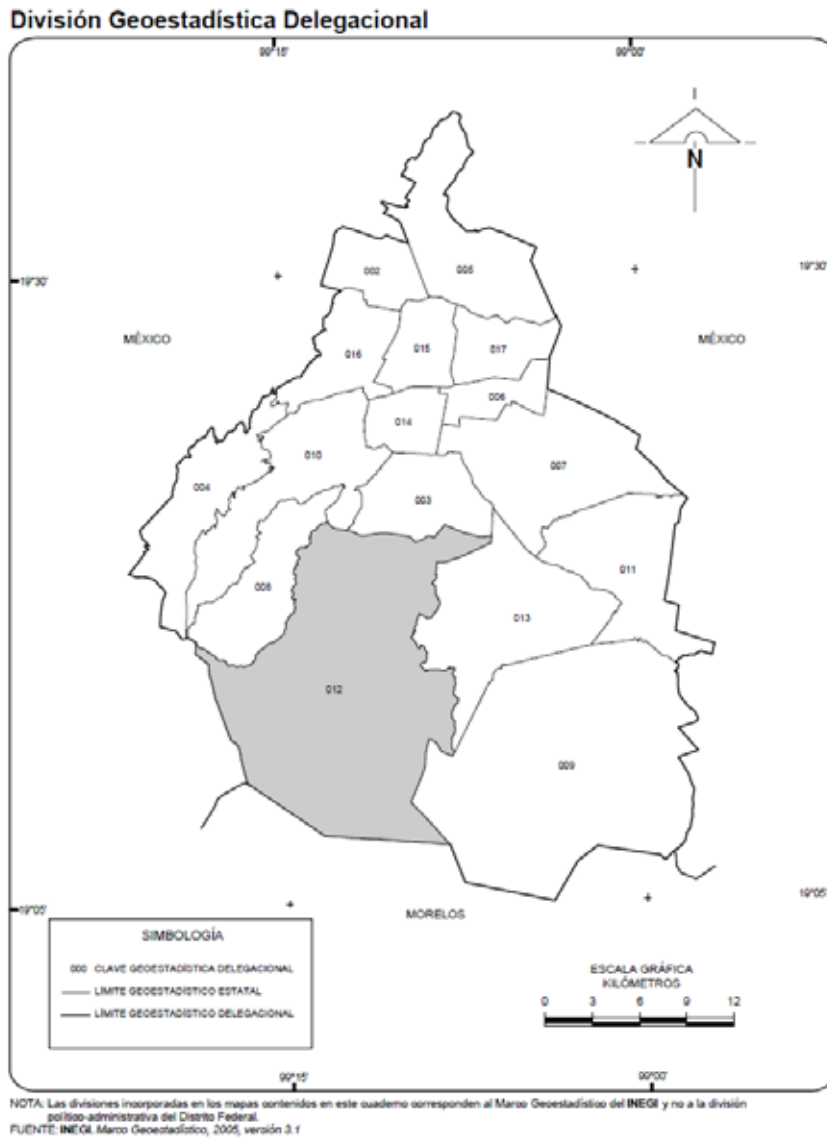 División Geoestadística Delegacional
99°15' 99°00'
N
19°30' 19°30'
002 005
MÉXICO MÉXICO
016 015 017
006
014
010 007
004 003
008 011
013
012
009
19°05' 19°05'
MORELOS
SIMBOLOGÍA
000 CLAVE GEOESTADÍSTICA DELEGACIONAL
LÍMITE GEOESTADÍSTICO ESTATAL
LÍMITE GEOESTADÍSTICO DELEGACIONAL
ESCALA GRÁFICA
KILÓMETROS
0 3 6 9 12
99°15' 99°00'
NOTA: Las divisiones incorporadas en los mapas contenidos en este cuaderno corresponden al Marco Geoestadístico del INEGI y no a la división
político-administrativa del Distrito Federal.
FUENTE: INEGI. Marco Geoestadístico, 2005, versión 3.1